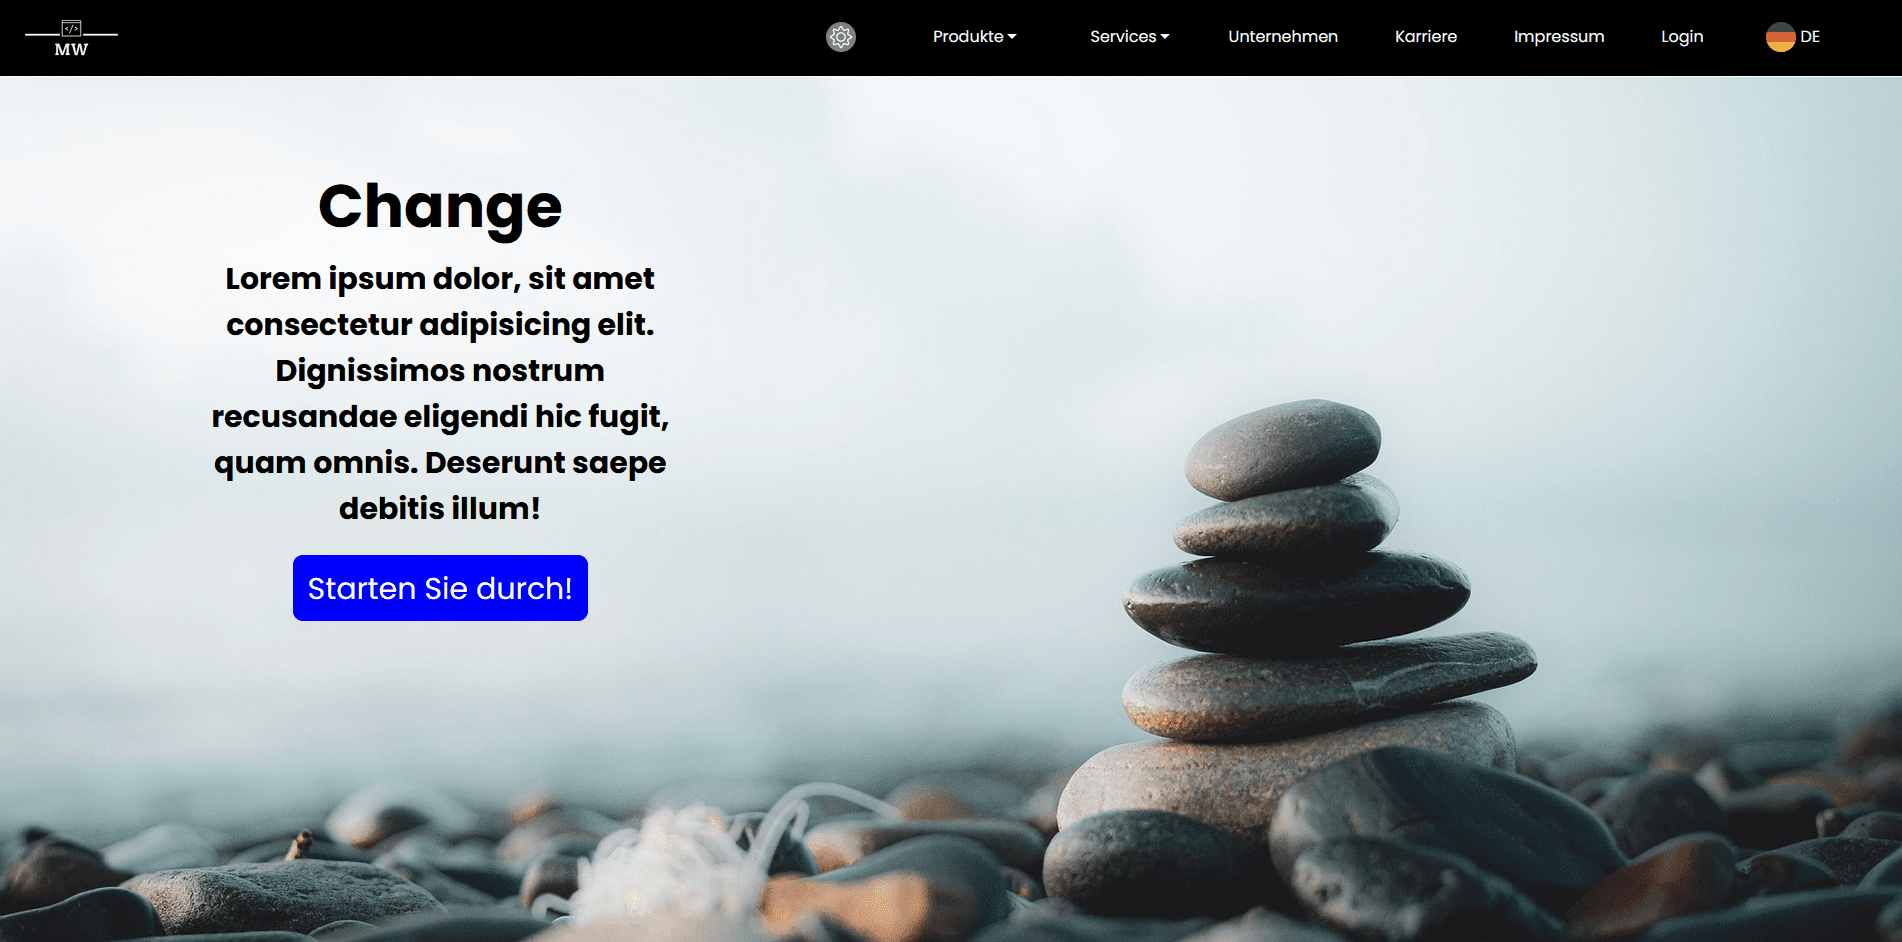 </>
MW
Produkte
Services
Unternehmen
Karriere
Impressum
Login
DE
Change
Lorem ipsum dolor, sit amet
consectetur adipisicing elit.
Dignissimos nostrum
recusandae eligendi hic fugit,
quam omnis. Deserunt saepe
debitis illum!
Starten Sie durch!